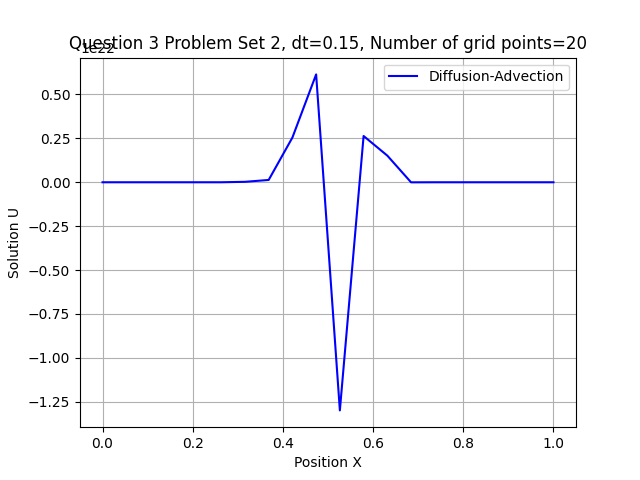 Question 3 Problem Set 2, dt=0.15, Number of grid points=20
1e22
Diffusion-Advection
0.50
0.25
0.00
−0.25
−0.50
−0.75
−1.00
−1.25
Solution U
0.0 0.2 0.4 0.6 0.8 1.0
Position X